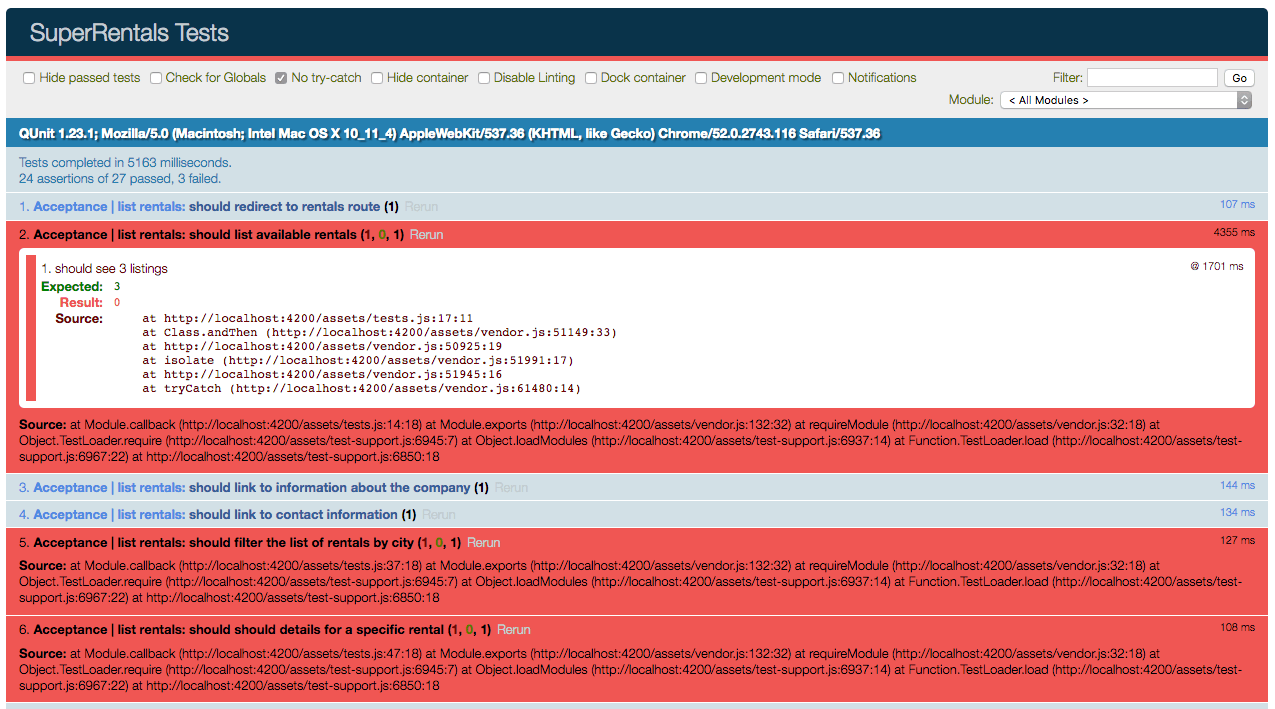 SuperRentals Tests
Hide passed tests Check for Globals No try-catch Hide container Disable Linting Dock container Development mode Notifications Filter: Go
Module: < All Modules >
QUnit 1.23.1; Mozilla/5.0 (Macintosh; Intel Mac OS X 10_11_4) AppleWebKit/537.36 (KHTML, like Gecko) Chrome/52.0.2743.116 Safari/537.36
Tests completed in 5163 milliseconds.
24 assertions of 27 passed, 3 failed.
1. Acceptance | list rentals: should redirect to rentals route (1) Rerun 107 ms
2. Acceptance | list rentals: should list available rentals (1, 0, 1) Rerun 4355 ms
1. should see 3 listings @ 1701 ms
Expected: 3
Result: 0
Source: at http://localhost:4200/assets/tests.js:17:11
at Class.andThen (http://localhost:4200/assets/vendor.js:51149:33)
at http://localhost:4200/assets/vendor.js:50925:19
at isolate (http://localhost:4200/assets/vendor.js:51991:17)
at http://localhost:4200/assets/vendor.js:51945:16
at tryCatch (http://localhost:4200/assets/vendor.js:61480:14)
Source: at Module.callback (http://localhost:4200/assets/tests.js:14:18) at Module.exports (http://localhost:4200/assets/vendor.js:132:32) at requireModule (http://localhost:4200/assets/vendor.js:32:18) at
Object.TestLoader.require (http://localhost:4200/assets/test-support.js:6945:7) at Object.loadModules (http://localhost:4200/assets/test-support.js:6937:14) at Function.TestLoader.load (http://localhost:4200/assets/test-
support.js:6967:22) at http://localhost:4200/assets/test-support.js:6850:18
3. Acceptance | list rentals: should link to information about the company (1) Rerun 144 ms
4. Acceptance | list rentals: should link to contact information (1) Rerun 134 ms
5. Acceptance | list rentals: should filter the list of rentals by city (1, 0, 1) Rerun 127 ms
Source: at Module.callback (http://localhost:4200/assets/tests.js:37:18) at Module.exports (http://localhost:4200/assets/vendor.js:132:32) at requireModule (http://localhost:4200/assets/vendor.js:32:18) at
Object.TestLoader.require (http://localhost:4200/assets/test-support.js:6945:7) at Object.loadModules (http://localhost:4200/assets/test-support.js:6937:14) at Function.TestLoader.load (http://localhost:4200/assets/test-
support.js:6967:22) at http://localhost:4200/assets/test-support.js:6850:18
6. Acceptance | list rentals: should should details for a specific rental (1, 0, 1) Rerun 108 ms
Source: at Module.callback (http://localhost:4200/assets/tests.js:47:18) at Module.exports (http://localhost:4200/assets/vendor.js:132:32) at requireModule (http://localhost:4200/assets/vendor.js:32:18) at
Object.TestLoader.require (http://localhost:4200/assets/test-support.js:6945:7) at Object.loadModules (http://localhost:4200/assets/test-support.js:6937:14) at Function.TestLoader.load (http://localhost:4200/assets/test-
support.js:6967:22) at http://localhost:4200/assets/test-support.js:6850:18